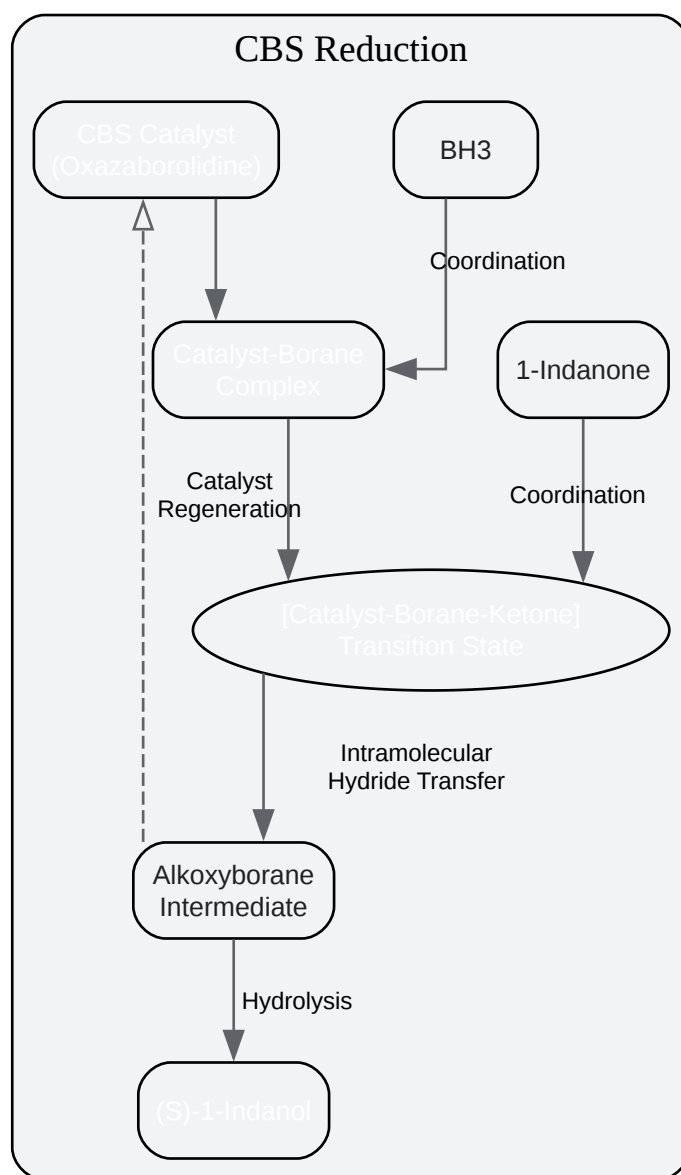 CBS Reduction
CBS Catalyst
(Oxazaborolidine)
BH3
Coordination
Catalyst-Borane
Complex
1-Indanone
Catalyst
Regeneration
Coordination
[Catalyst-Borane-Ketone]
Transition State
Intramolecular
Hydride Transfer
Alkoxyborane
Intermediate
Hydrolysis
(S)-1-Indanol